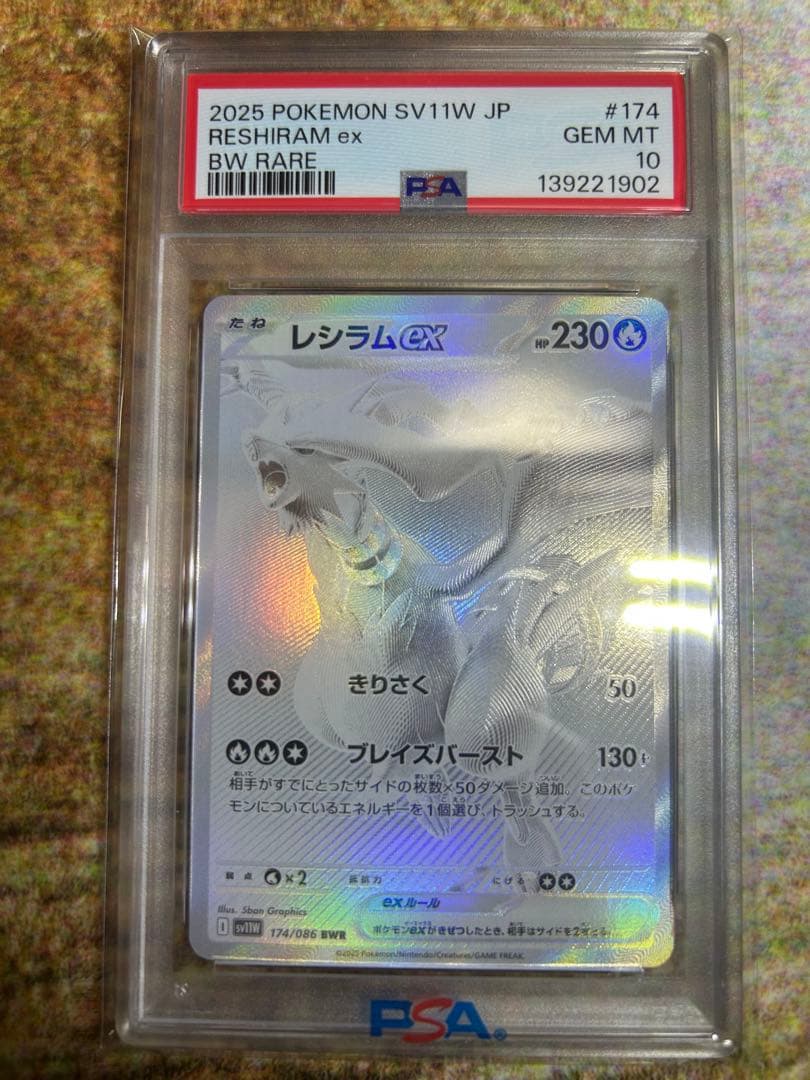 2025 POKEMON SV11W JP #174
RESHIRAM ex GEM MT
BW RARE 10
PSA 139221902
たね レシラムex HP230
きりさく 50
ブレイズバースト 130+
相手がすでにとったサイドの枚数×50ダメージ追加。このポケ
モンについているエネルギーを1個選び、トラッシュする。
弱点 ×2 抵抗力 にげる
exルール
Illus. 5ban Graphics
ポケモンexがきぜつしたとき、相手はサイドを2枚とる。
I sv11W 174/086 BWR
©2025 Pokémon/Nintendo/Creatures/GAME FREAK.
PSA®